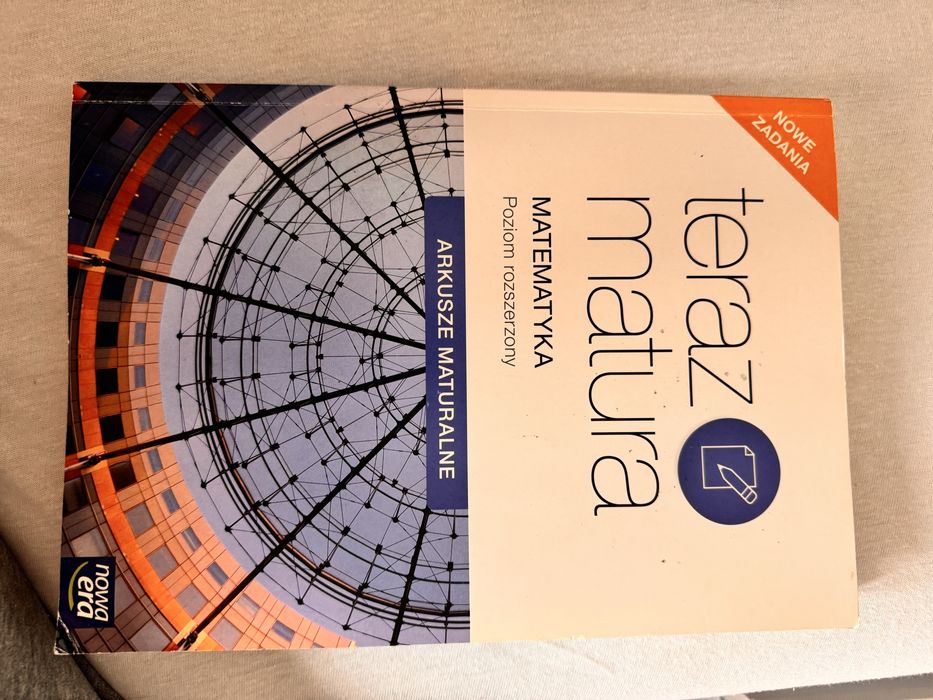 NOWE
ZADANIA
teraz
matura
MATEMATYKA
Poziom rozszerzony
ARKUSZE MATURALNE
nowa
era